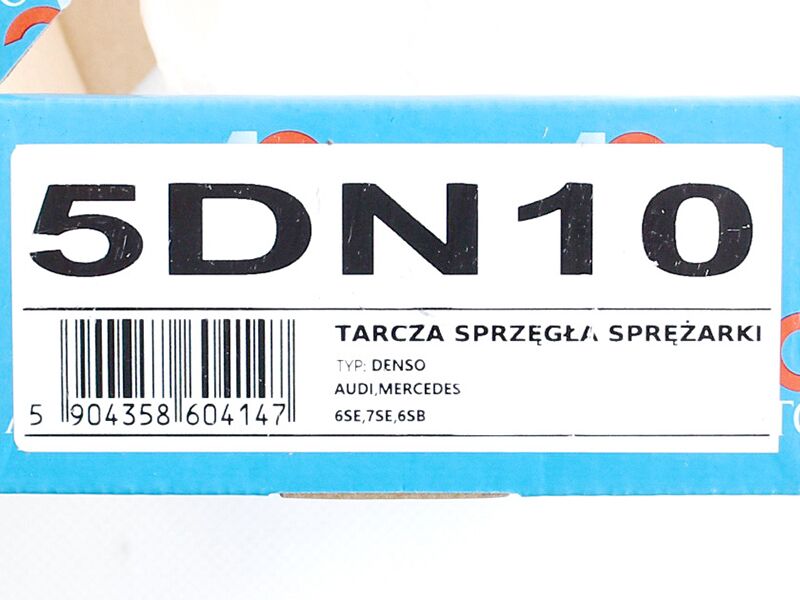 5DN10
TARCZA SPRZĘGŁA SPRĘŻARKI
TYP: DENSO
AUDI,MERCEDES
6SE,7SE,6SB
5 904358 604147